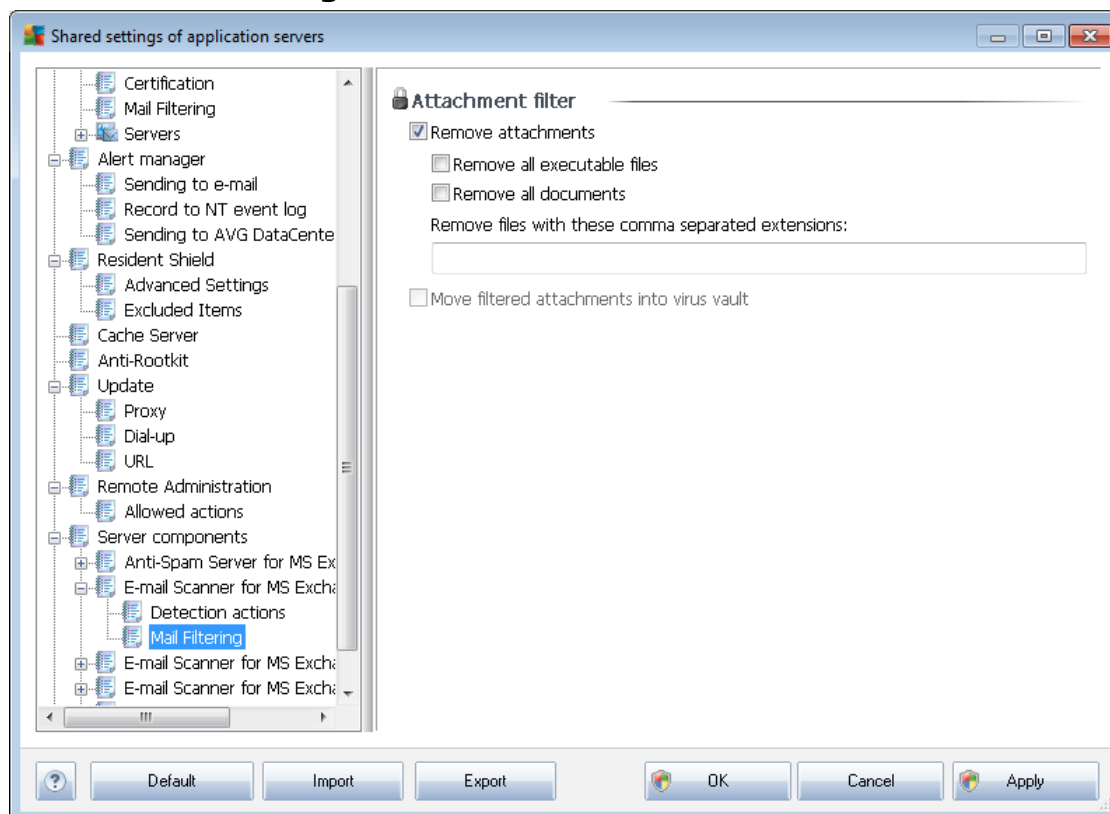 Shared settings of application servers
Certification
Mail Filtering
Servers
Alert manager
Sending to e-mail
Record to NT event log
Sending to AVG DataCente
Resident Shield
Advanced Settings
Excluded Items
Cache Server
Anti-Rootkit
Update
Proxy
Dial-up
URL
Remote Administration
Allowed actions
Server components
Anti-Spam Server for MS Ex
E-mail Scanner for MS Excha
Detection actions
Mail Filtering
E-mail Scanner for MS Excha
E-mail Scanner for MS Excha
Attachment filter
Remove attachments
Remove all executable files
Remove all documents
Remove files with these comma separated extensions:
Move filtered attachments into virus vault
? Default Import Export OK Cancel Apply